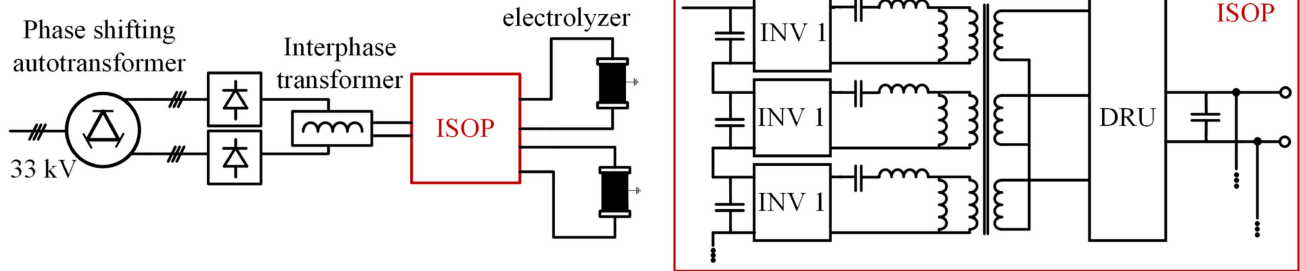 Phase shifting
autotransformer
33 kV
Interphase
transformer
ISOP
electrolyzer
ISOP
INV 1
INV 1
INV 1
DRU